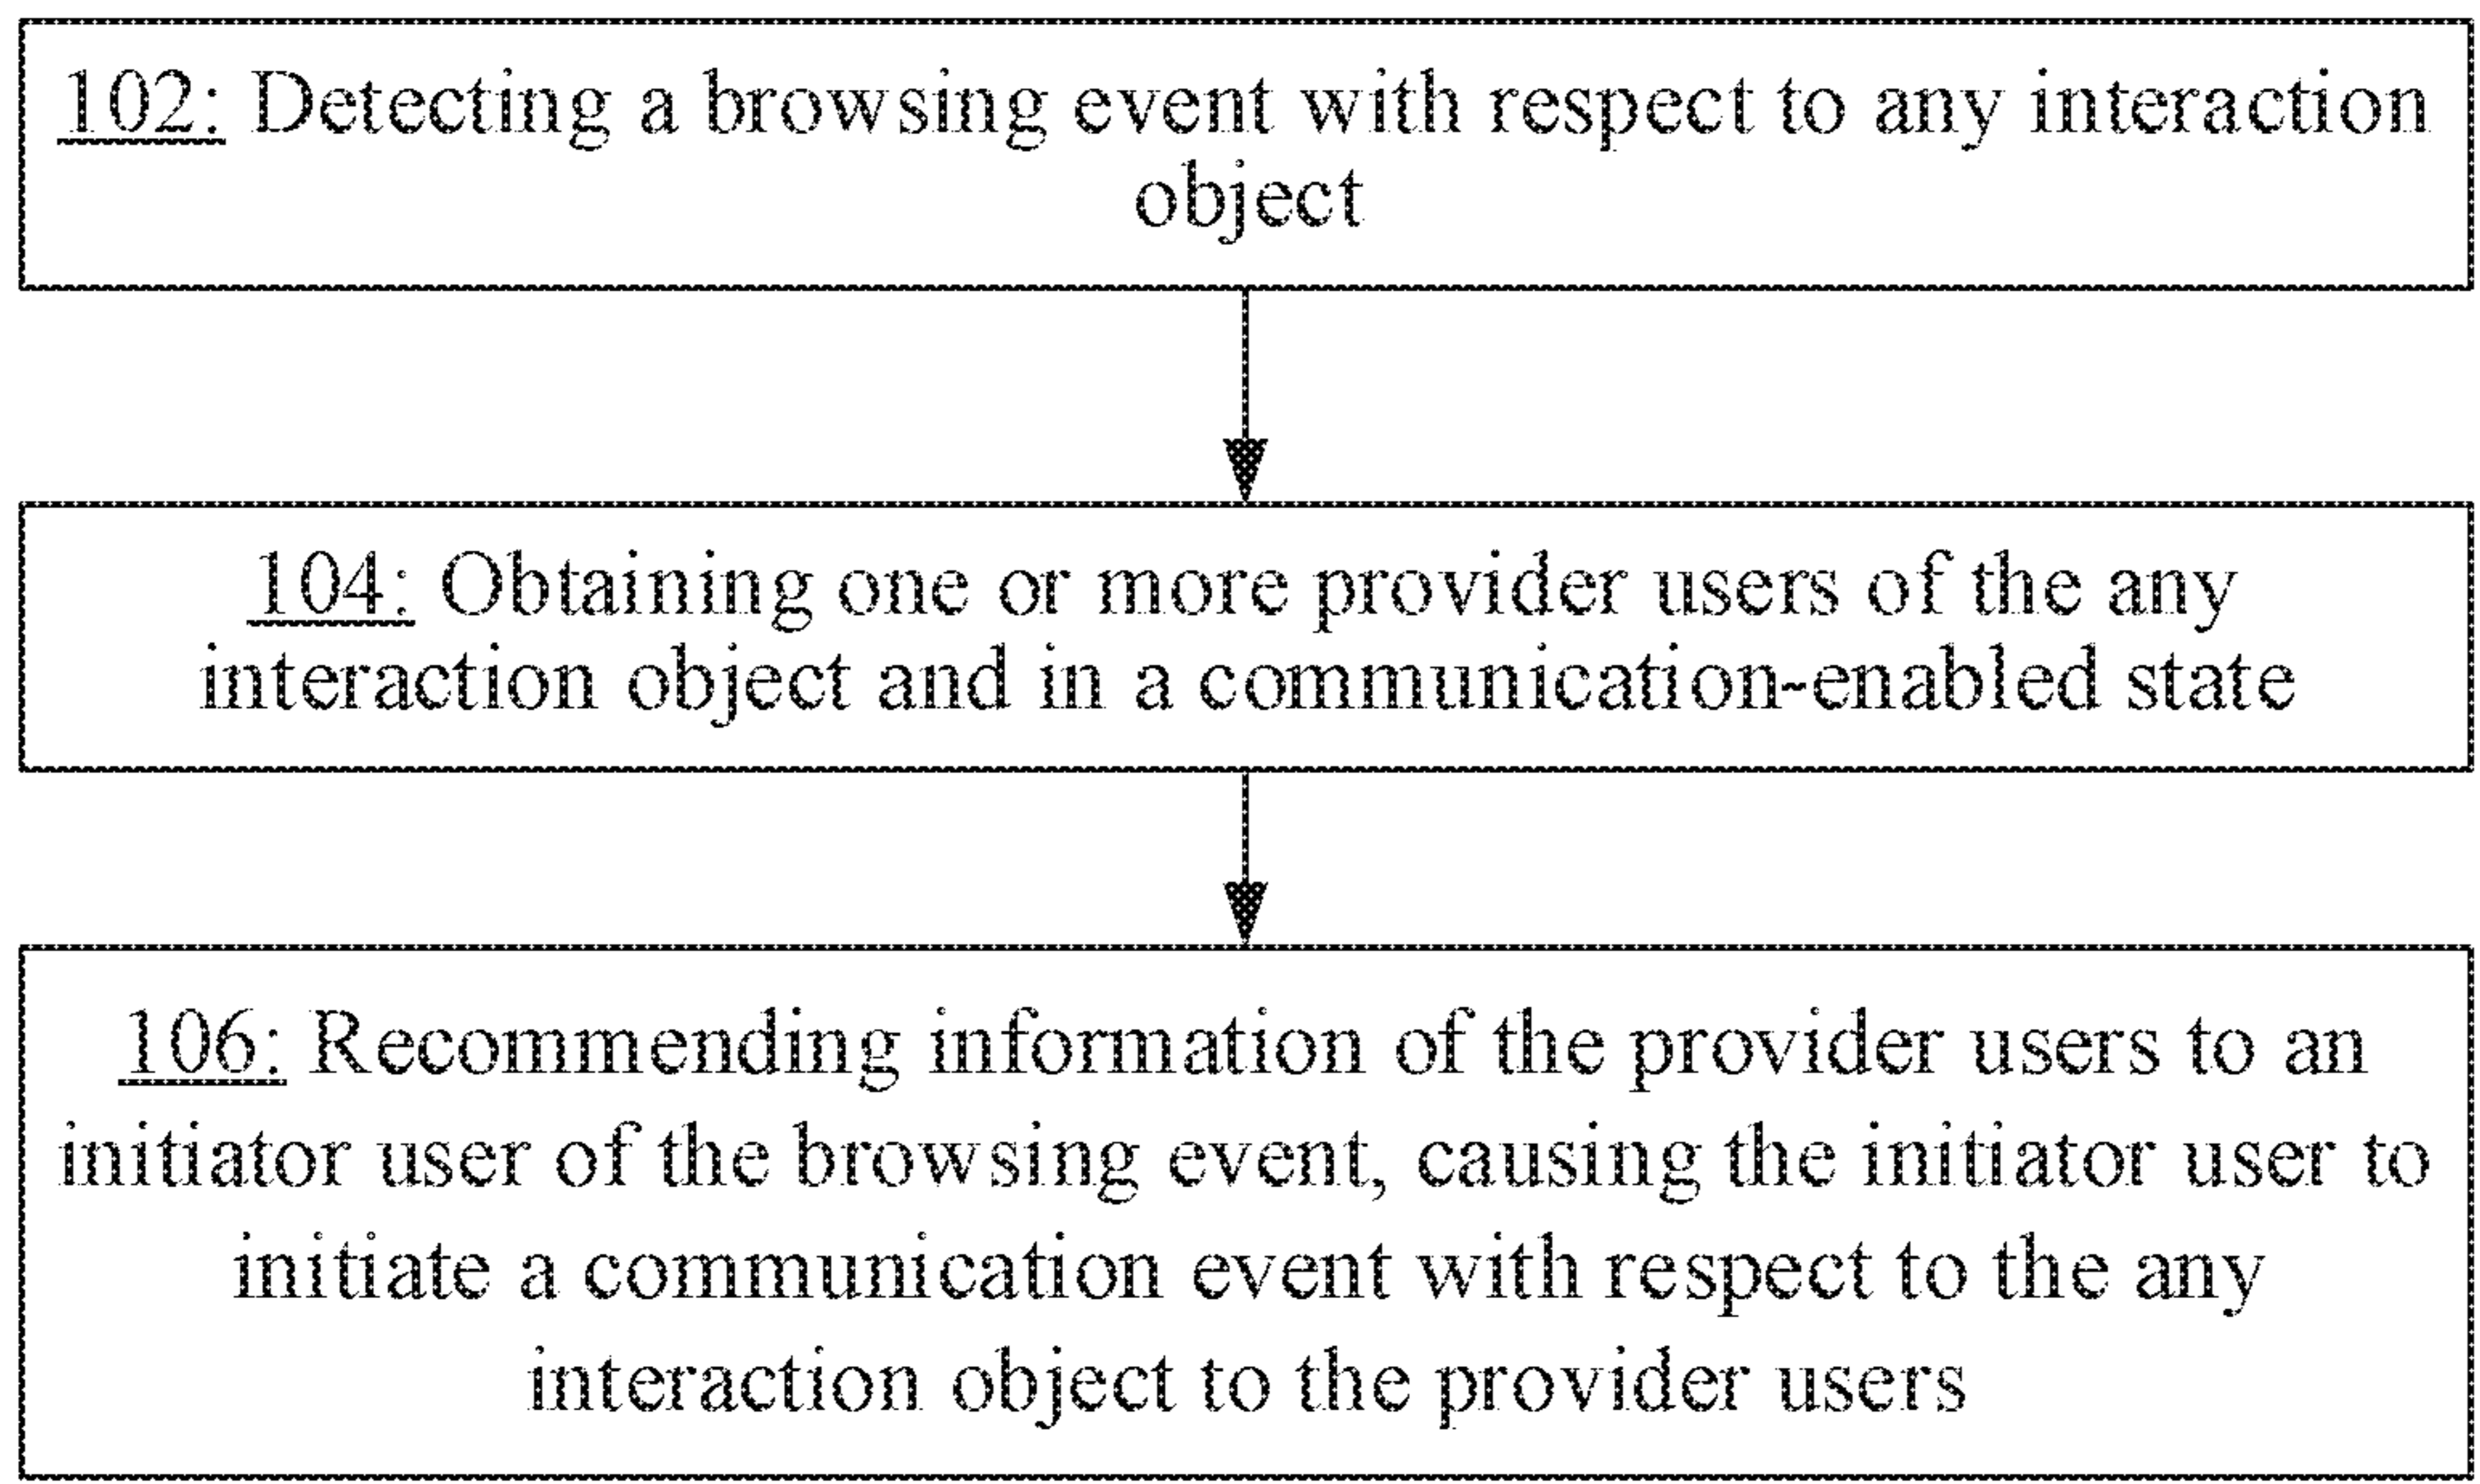 102: Detecting a browsing event with respect to any interaction
object
104: Obtaining one or more provider users of the any
interaction object and in a communication-enabled state
106: Recommending information of the provider users to an
initiator user of the browsing event, causing the initiator user to
initiate a communication event with respect to the any
interaction object to the provider users